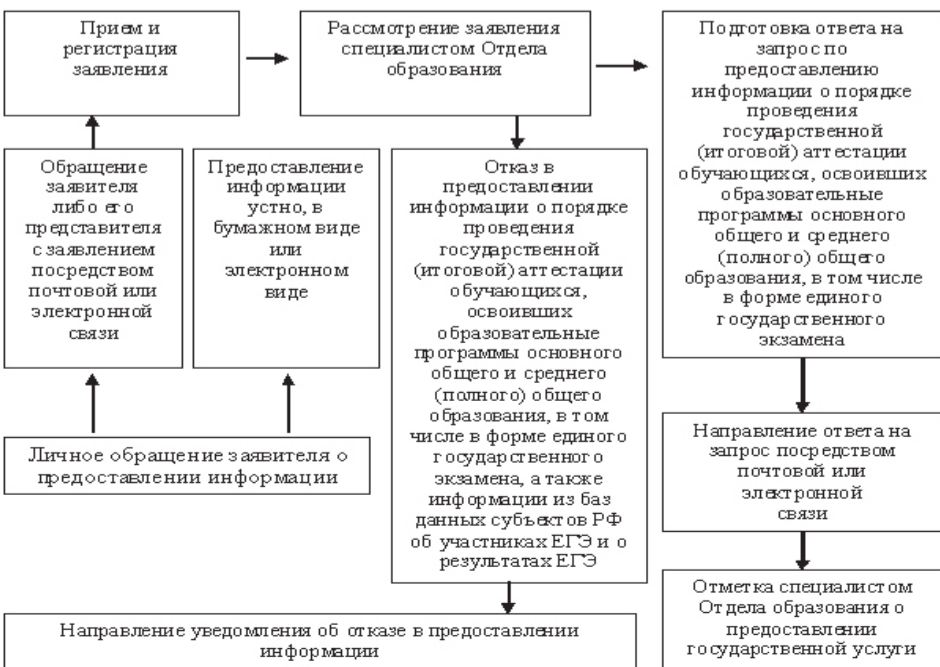 Прием и
регистрация
заявления
Рассмотрение заявления
специалистом Отдела
образования
Подготовка ответа на
запрос по
предоставлению
информации о порядке
проведения
государственной
(итоговой) аттестации
обучающихся, освоивших
образовательные
программы основного
общего и среднего
(полного) общего
образования, в том числе
в форме единого
государственного
экзамена
Обращение
заявителя
либо его
представителя
с заявлением
посредством
почтовой или
электронной
связи
Предоставление
информации
устно, в
бумажном виде
или
электронном
виде
Отказ в
предоставлении
информации о порядке
проведения
государственной
(итоговой) аттестации
обучающихся,
освоивших
образовательные
программы основного
общего и среднего
(полного) общего
образования, в том
числе в форме единого
государственного
экзамена, а также
информации из баз
данных субъектов РФ
об участниках ЕГЭ и о
результатах ЕГЭ
Личное обращение заявителя о
предоставлении информации
Направление ответа на
запрос посредством
почтовой или
электронной
связи
Отметка специалистом
Отдела образования о
предоставлении
государственной услуги
Направление уведомления об отказе в предоставлении
информации